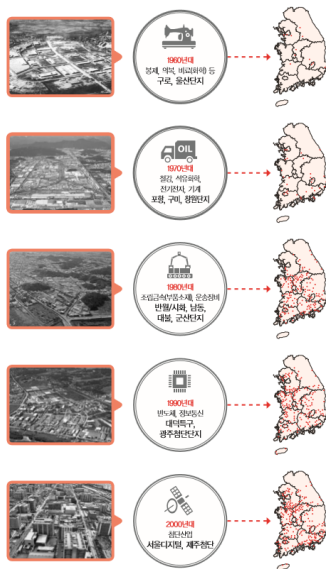 1960년대
봉제, 의복, 비료(화학) 등
구로, 울산단지
OIL
1970년대
철강, 석유화학,
전기전자, 기계
포항, 구미, 창원단지
1980년대
조립금속부품소재, 운송장비
반월/시화, 남동,
대불, 군산단지
1990년대
반도체, 정보통신
대덕특구,
광주첨단단지
2000년대
첨단산업
서울디지털, 제주첨단